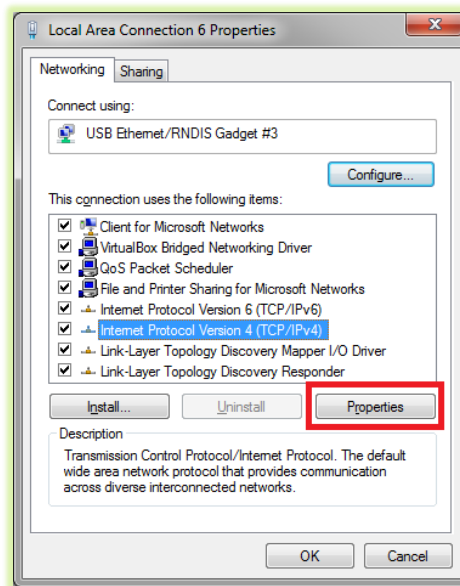 Local Area Connection 6 Properties
Networking
Sharing
Connect using:
USB Ethernet/RNDIS Gadget #3
Configure...
This connection uses the following items:
Client for Microsoft Networks
VirtualBox Bridged Networking Driver
QoS Packet Scheduler
File and Printer Sharing for Microsoft Networks
Internet Protocol Version 6 (TCP/IPv6)
Internet Protocol Version 4 (TCP/IPv4)
Link-Layer Topology Discovery Mapper I/O Driver
Link-Layer Topology Discovery Responder
Install...
Uninstall
Properties
Description
Transmission Control Protocol/Internet Protocol. The default
wide area network protocol that provides communication
across diverse interconnected networks.
OK
Cancel